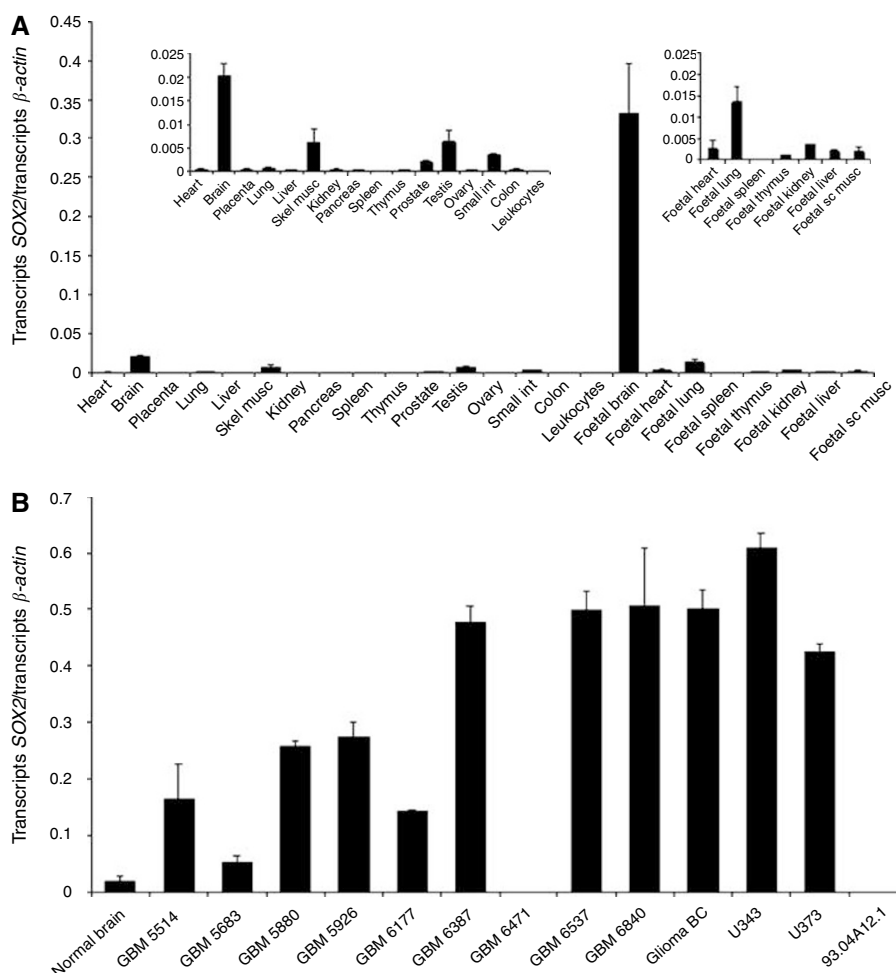 A
Transcripts SOX2/transcripts β-actin
0.45
0.4
0.35
0.3
0.25
0.2
0.15
0.1
0.05
0
Heart
Brain
Placenta
Lung
Liver
Skel musc
Kidney
Pancreas
Spleen
Thymus
Prostate
Testis
Ovary
Small int
Colon
Leukocytes
Foetal brain
Foetal heart
Foetal lung
Foetal spleen
Foetal thymus
Foetal kidney
Foetal liver
Foetal sc musc
0.025
0.02
0.015
0.01
0.005
0
Heart
Brain
Placenta
Lung
Liver
Skel musc
Kidney
Pancreas
Spleen
Thymus
Prostate
Testis
Ovary
Small int
Colon
Leukocytes
0.025
0.02
0.015
0.01
0.005
0
Foetal heart
Foetal lung
Foetal spleen
Foetal thymus
Foetal kidney
Foetal liver
Foetal sc musc
B
Transcripts SOX2/transcripts β-actin
0.7
0.6
0.5
0.4
0.3
0.2
0.1
0
Normal brain
GBM 5514
GBM 5683
GBM 5880
GBM 5926
GBM 6177
GBM 6387
GBM 6471
GBM 6537
GBM 6840
Glioma BC
U343
U373
93.04A12.1